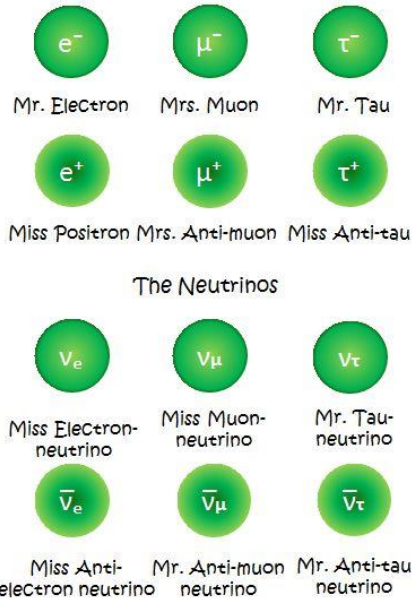 e⁻ μ⁻ τ⁻
Mr. Electron Mrs. Muon Mr. Tau
e⁺ μ⁺ τ⁺
Miss Positron Mrs. Anti-muon Miss Anti-tau
The Neutrinos
νe νμ ντ
Miss Electron-
neutrino
Miss Muon-
neutrino
Mr. Tau-
neutrino
ν̅e ν̅μ ν̅τ
Miss Anti-
electron neutrino
Mr. Anti-muon
neutrino
Mr. Anti-tau
neutrino